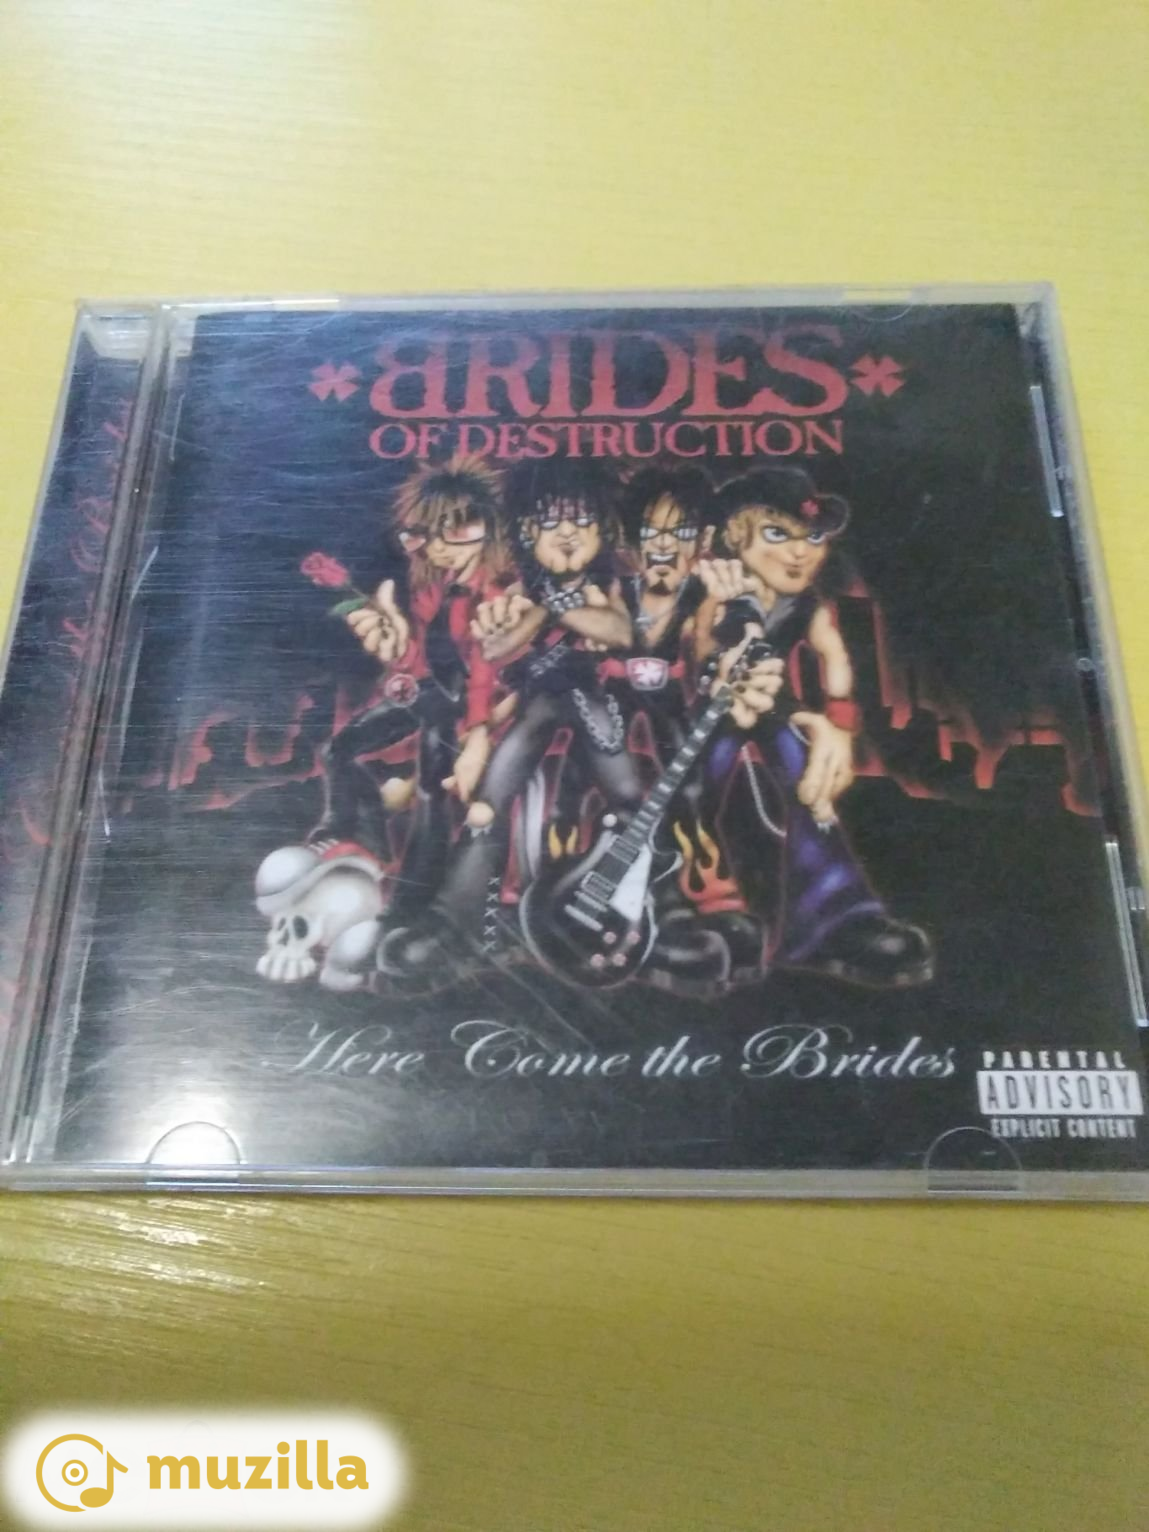 BRIDES
OF DESTRUCTION
Here Come the Brides
PARENTAL
ADVISORY
EXPLICIT CONTENT
muzilla